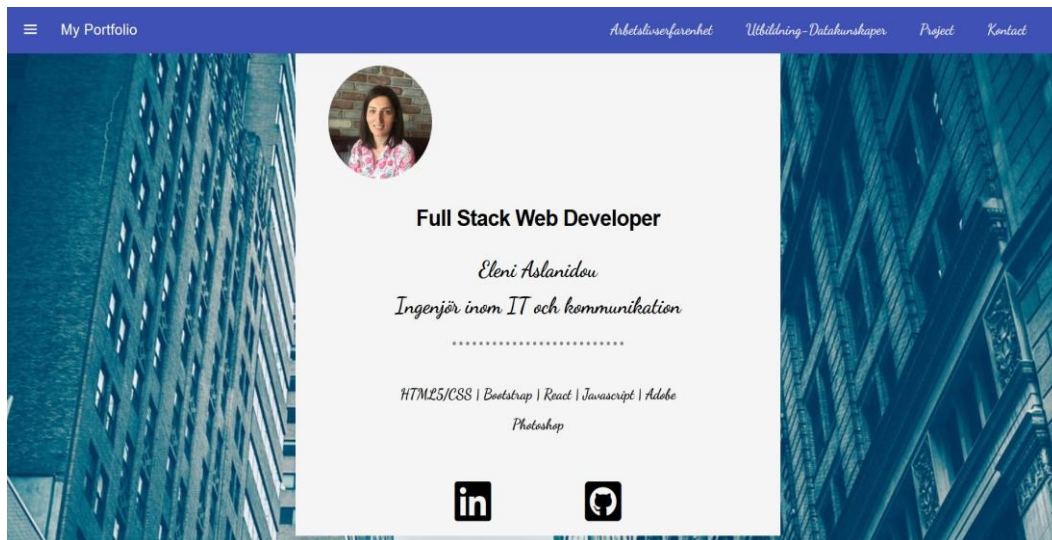 My Portfolio
Arbetslivserfarenhet
Utbildning-Datakunskaper
Project
Kontact
Full Stack Web Developer
Eleni Aslanidou
Ingenjör inom IT och kommunikation
HTML5/CSS | Bootstrap | React | Javascript | Adobe
Photoshop
in